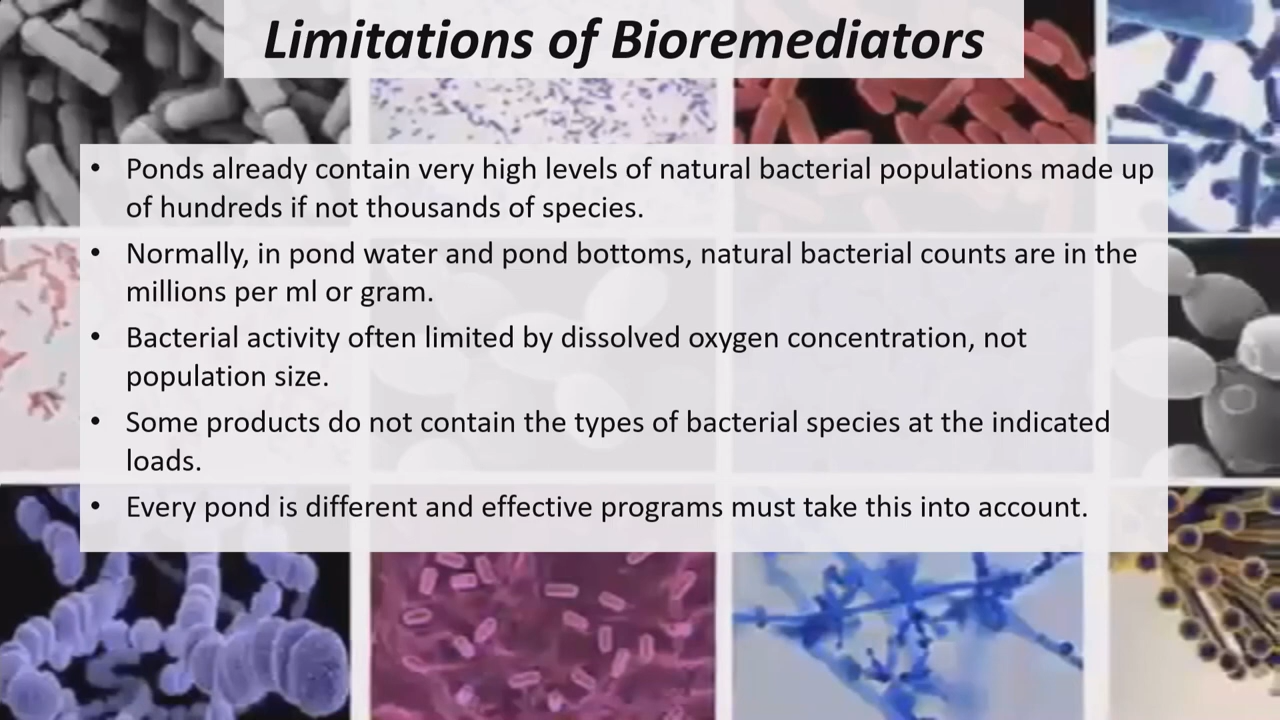 Limitations of Bioremediators
• Ponds already contain very high levels of natural bacterial populations made up
of hundreds if not thousands of species.
• Normally, in pond water and pond bottoms, natural bacterial counts are in the
millions per ml or gram.
• Bacterial activity often limited by dissolved oxygen concentration, not
population size.
• Some products do not contain the types of bacterial species at the indicated
loads.
• Every pond is different and effective programs must take this into account.